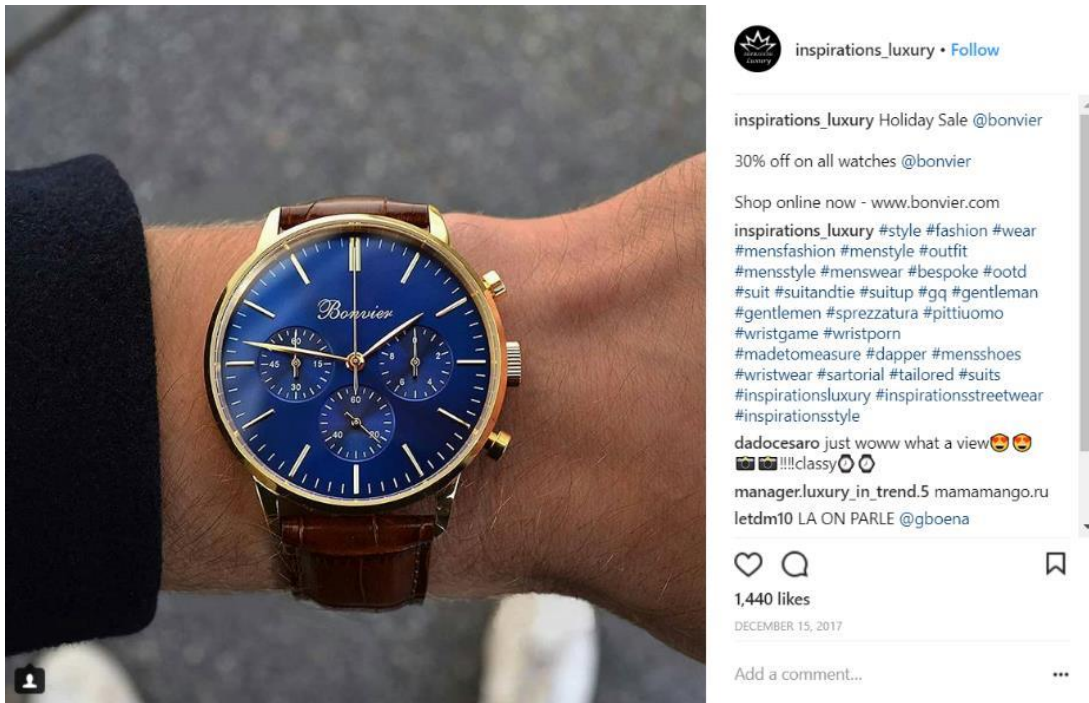 Bonvier
60
45 15
30
0
8 2
6 4
60
40 20
INSPIRATIONS
Luxury
inspirations_luxury • Follow
inspirations_luxury Holiday Sale @bonvier
30% off on all watches @bonvier
Shop online now - www.bonvier.com
inspirations_luxury #style #fashion #wear
#mensfashion #menstyle #outfit
#mensstyle #menswear #bespoke #ootd
#suit #suitandtie #suitup #gq #gentleman
#gentlemen #sprezzatura #pittiuomo
#wristgame #wristporn
#madetomeasure #dapper #mensshoes
#wristwear #sartorial #tailored #suits
#inspirationsluxury #inspirationsstreetwear
#inspirationsstyle
dadocesaro just woww what a view😍😍
📷📷!!!!classy⌚⌚
manager.luxury_in_trend.5 mamamango.ru
letdm10 LA ON PARLE @gboena
1,440 likes
DECEMBER 15, 2017
Add a comment...